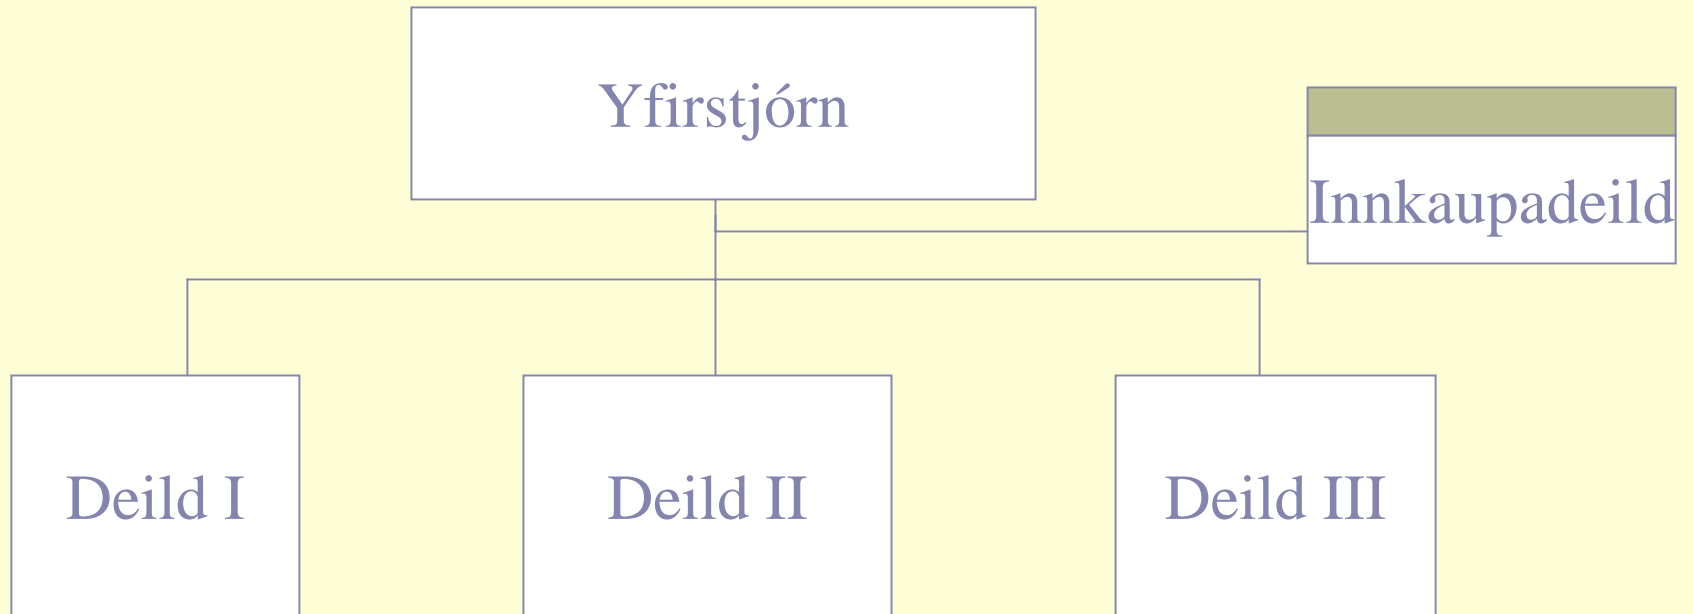 Yfirstjórn
Innkaupadeild
Deild I
Deild II
Deild III